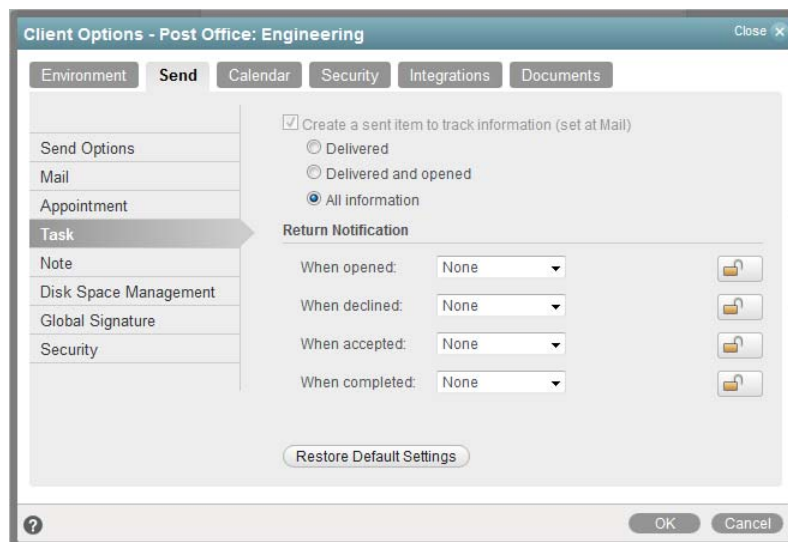 Client Options - Post Office: Engineering
Close
Environment Send Calendar Security Integrations Documents
Send Options
Mail
Appointment
Task
Note
Disk Space Management
Global Signature
Security
Create a sent item to track information (set at Mail)
Delivered
Delivered and opened
All information
Return Notification
When opened: None
When declined: None
When accepted: None
When completed: None
Restore Default Settings
? OK Cancel